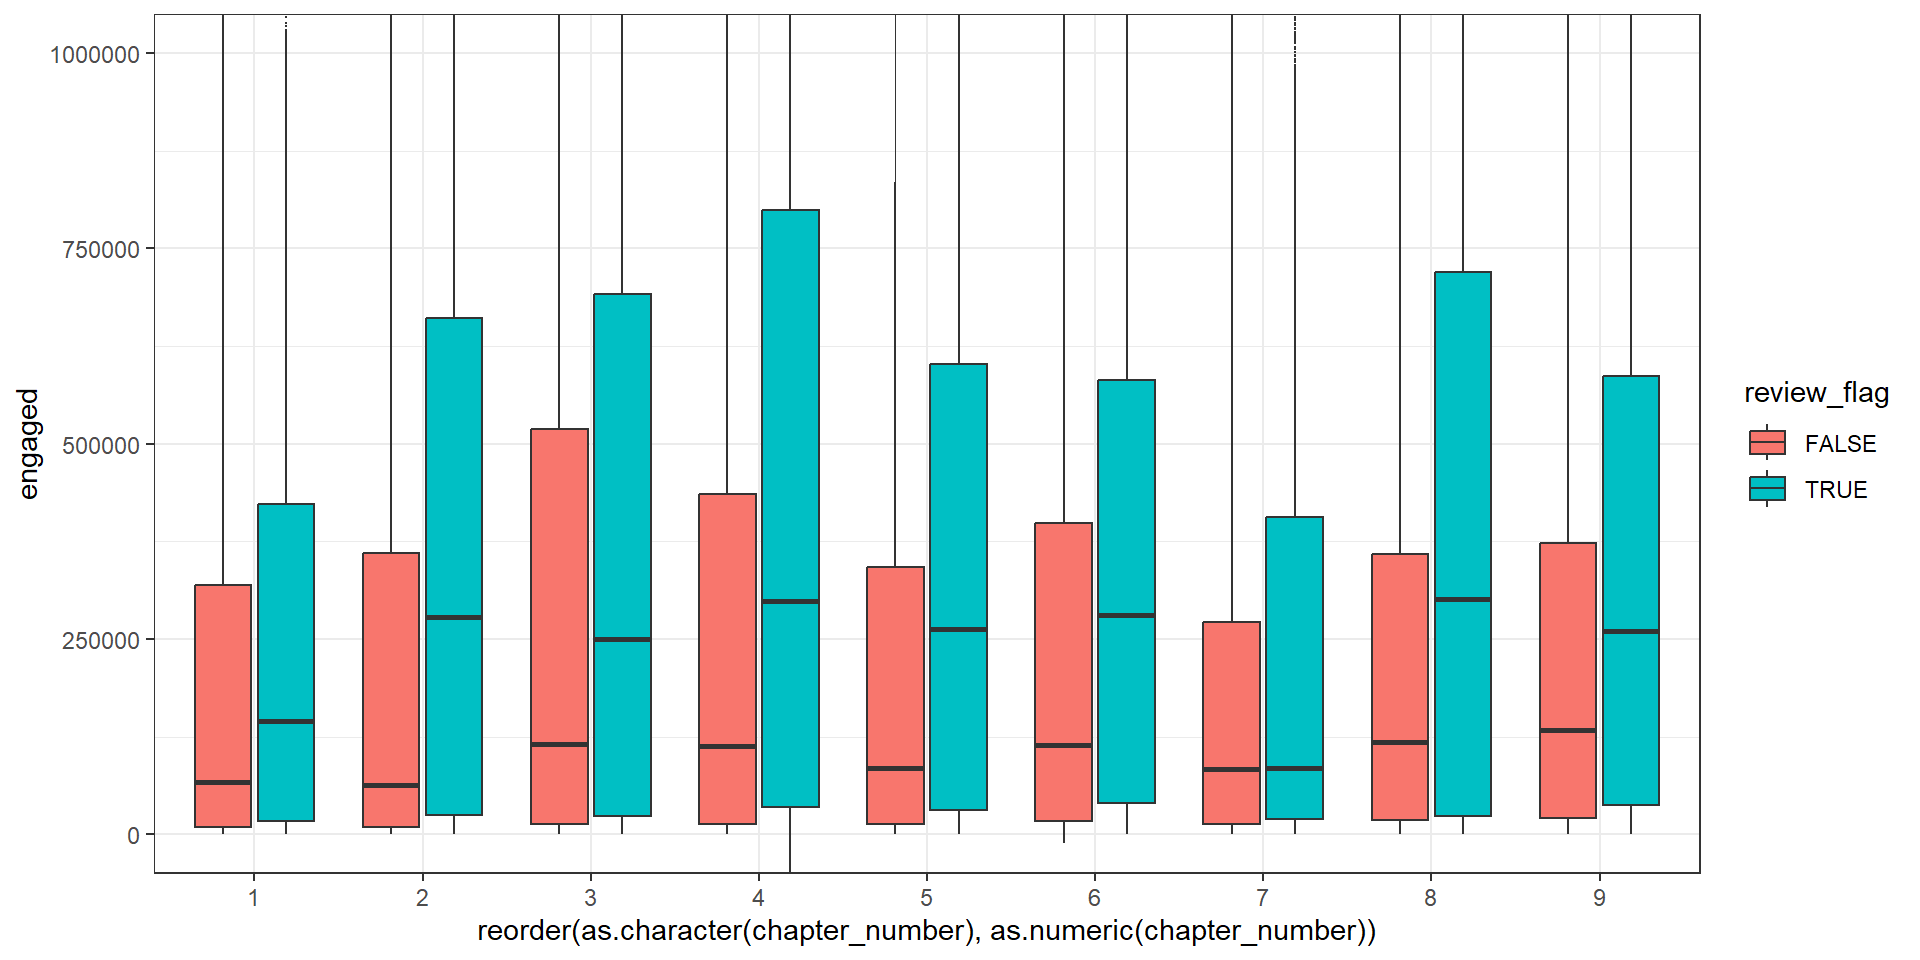 1000000
750000
500000
250000
0
engaged
1 2 3 4 5 6 7 8 9
reorder(as.character(chapter_number), as.numeric(chapter_number))
review_flag
FALSE
TRUE